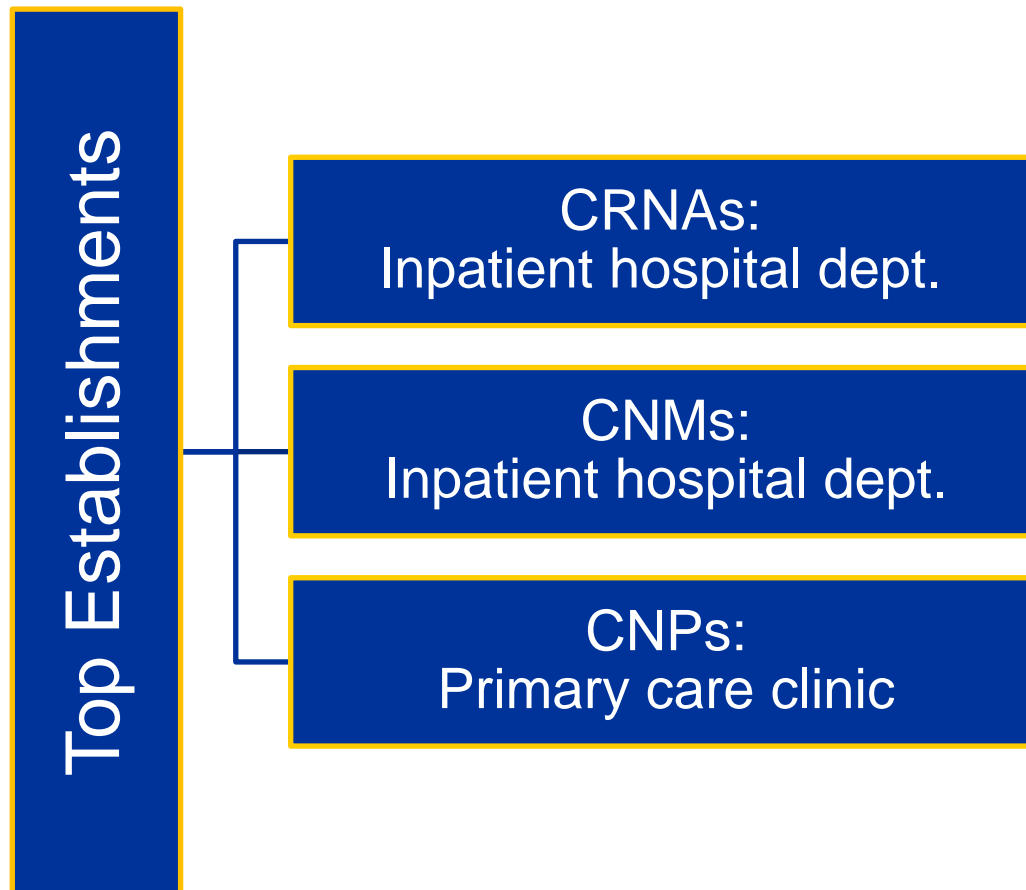 Top Establishments
CRNAs:
Inpatient hospital dept.
CNMs:
Inpatient hospital dept.
CNPs:
Primary care clinic